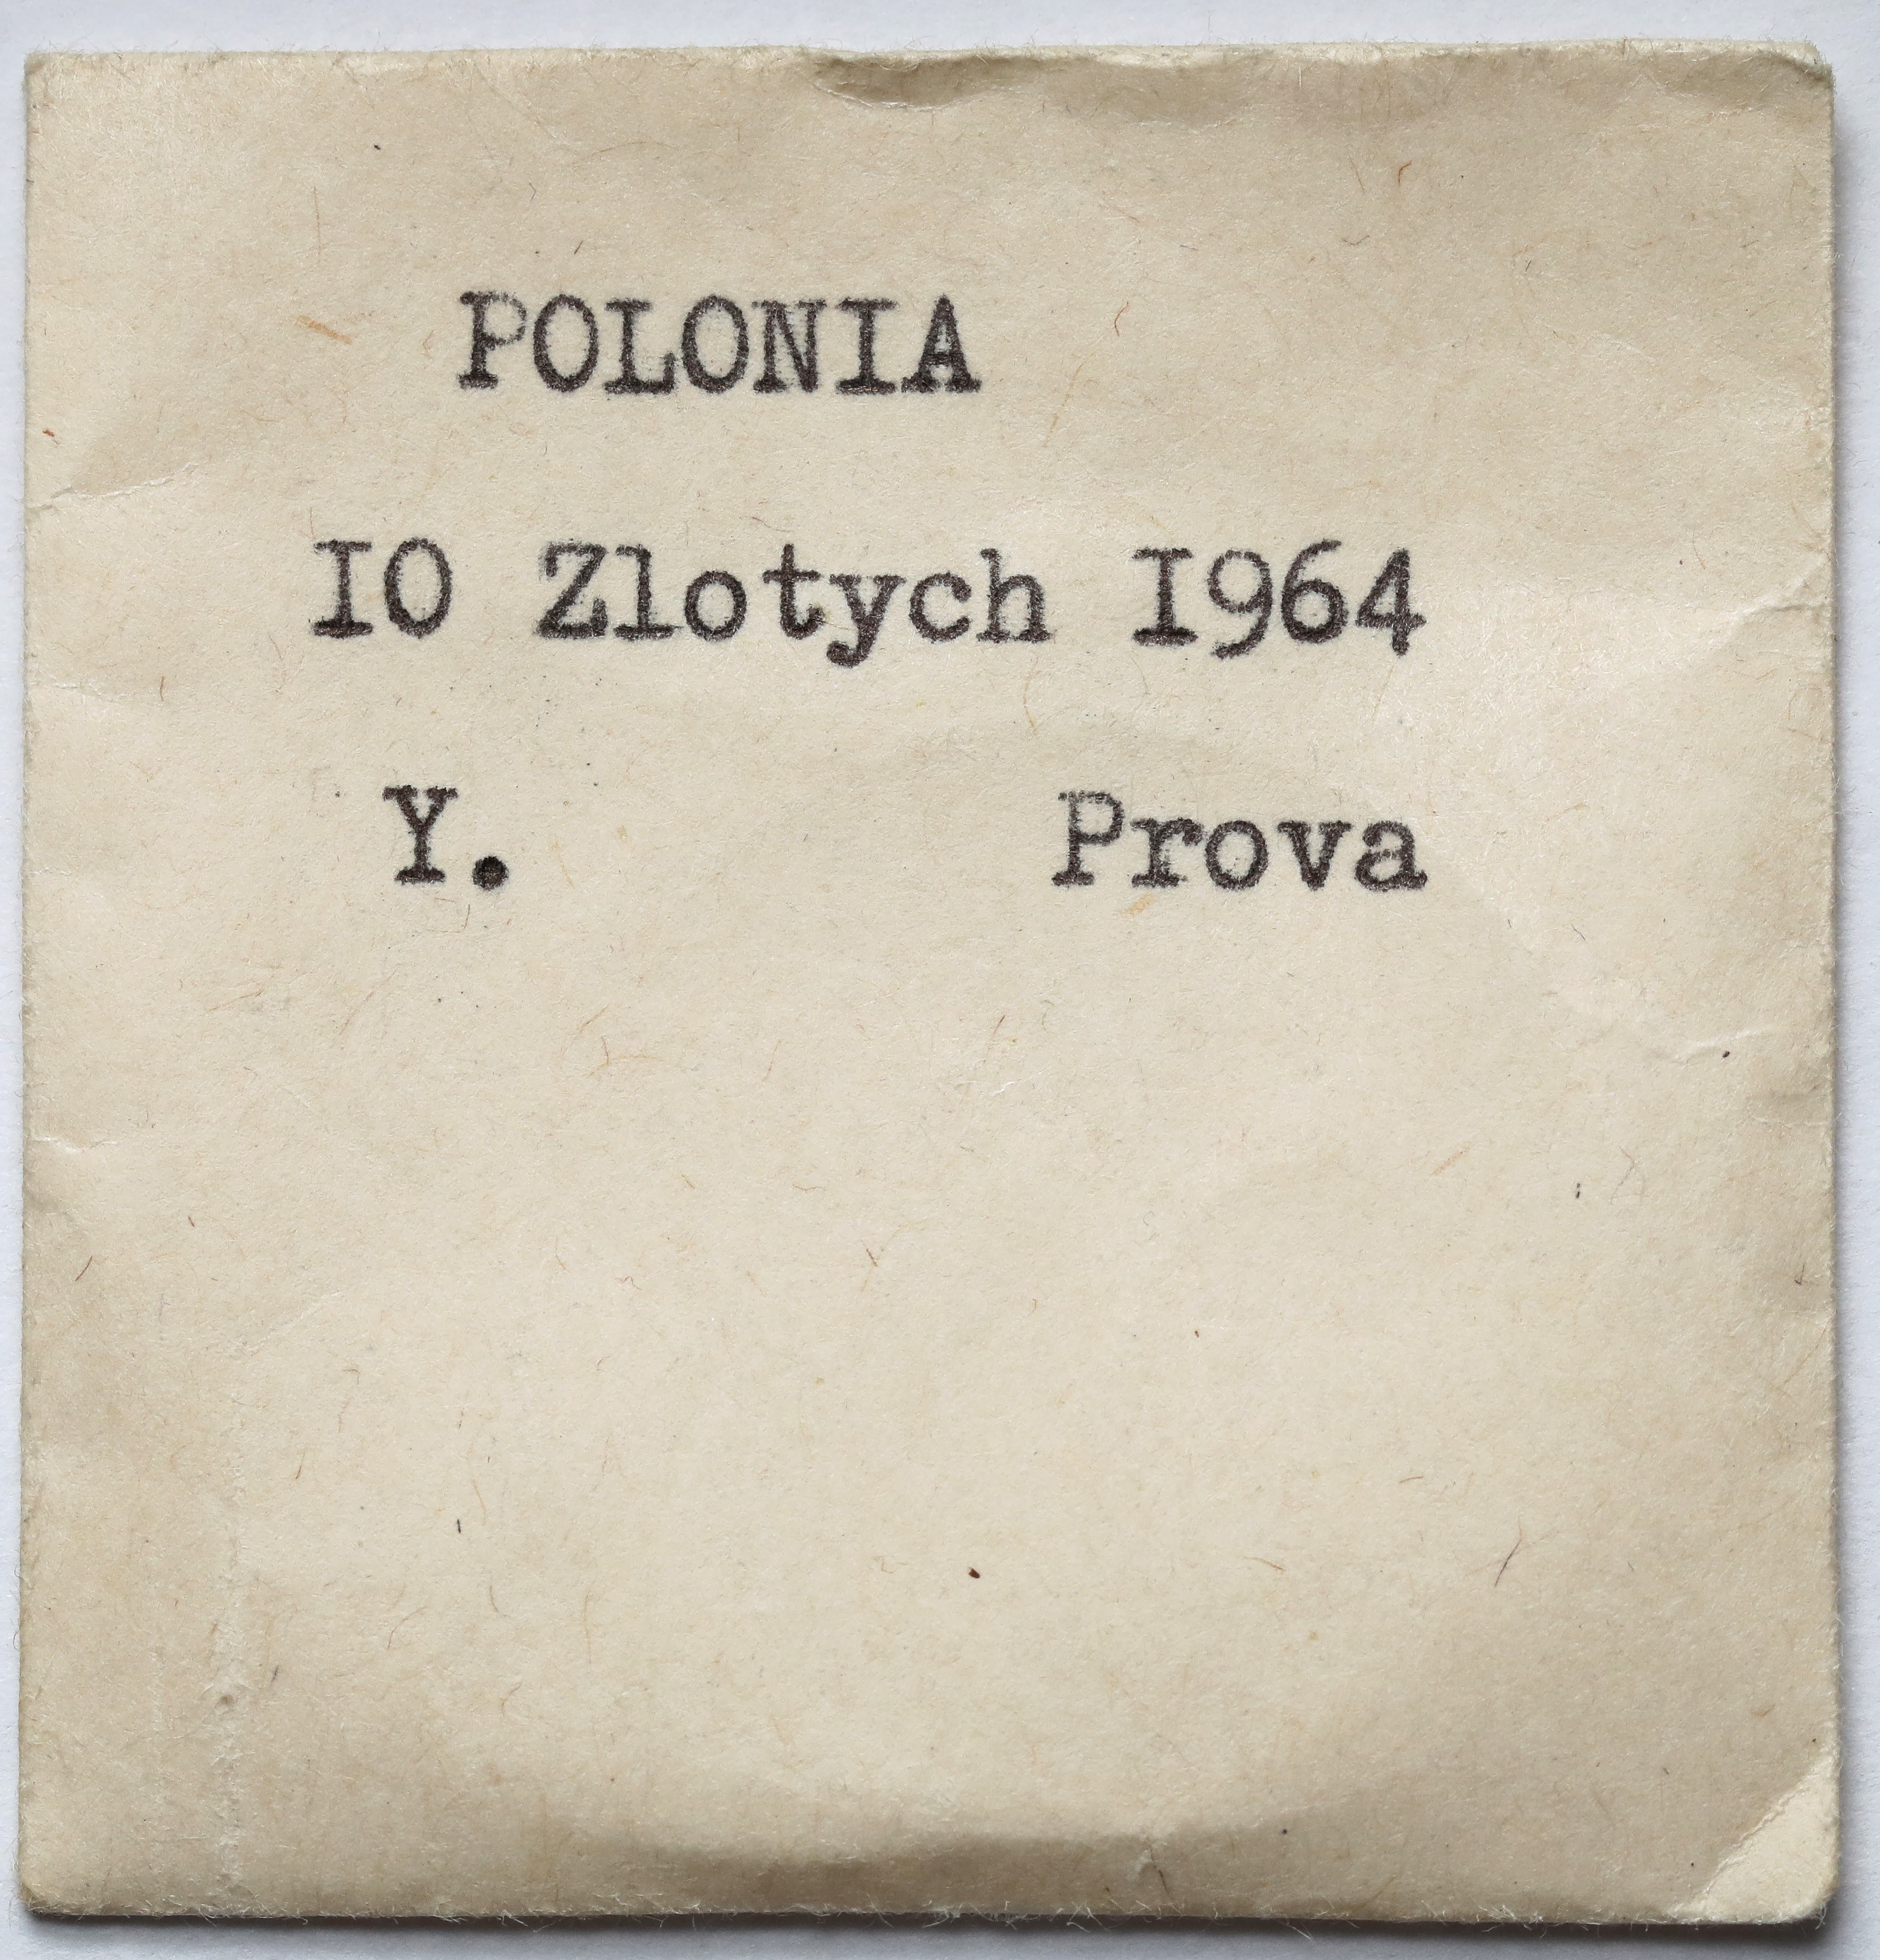 POLONIA
IO Zlotych I964
Y. Prova